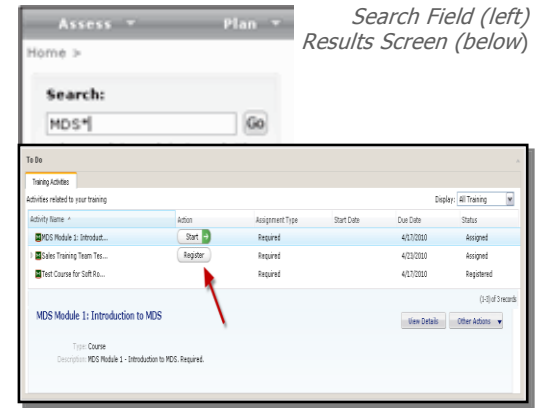 Assess Plan
Search Field (left)
Results Screen (below)
Home >
Search:
MDS*
Go
To Do
Training Activities
Activities related to your training
Display: All Training
Activity Name Action Assignment Type Start Date Due Date Status
MDS Module 1: Introduct... Start Required 4/17/2010 Assigned
Sales Training Team Tes... Register Required 4/23/2010 Assigned
Test Course for Soft Ro... Required 4/17/2010 Registered
(1-3) of 3 records
MDS Module 1: Introduction to MDS
View Details Other Actions
Type: Course
Description: MDS Module 1 - Introduction to MDS. Required.